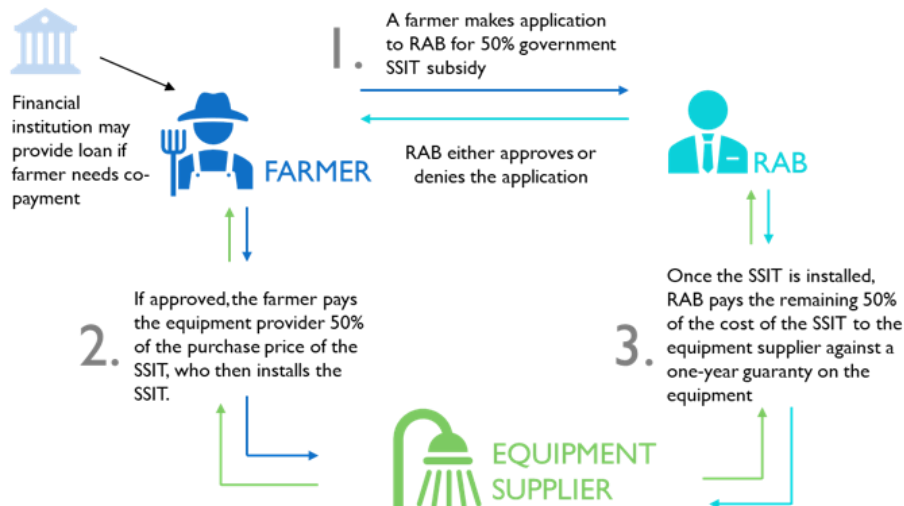 1.
A farmer makes application
to RAB for 50% government
SSIT subsidy
Financial
institution may
provide loan if
farmer needs co-
payment
FARMER
RAB either approves or
denies the application
RAB
2.
If approved, the farmer pays
the equipment provider 50%
of the purchase price of the
SSIT, who then installs the
SSIT.
3.
Once the SSIT is installed,
RAB pays the remaining 50%
of the cost of the SSIT to the
equipment supplier against a
one-year guaranty on the
equipment
EQUIPMENT
SUPPLIER